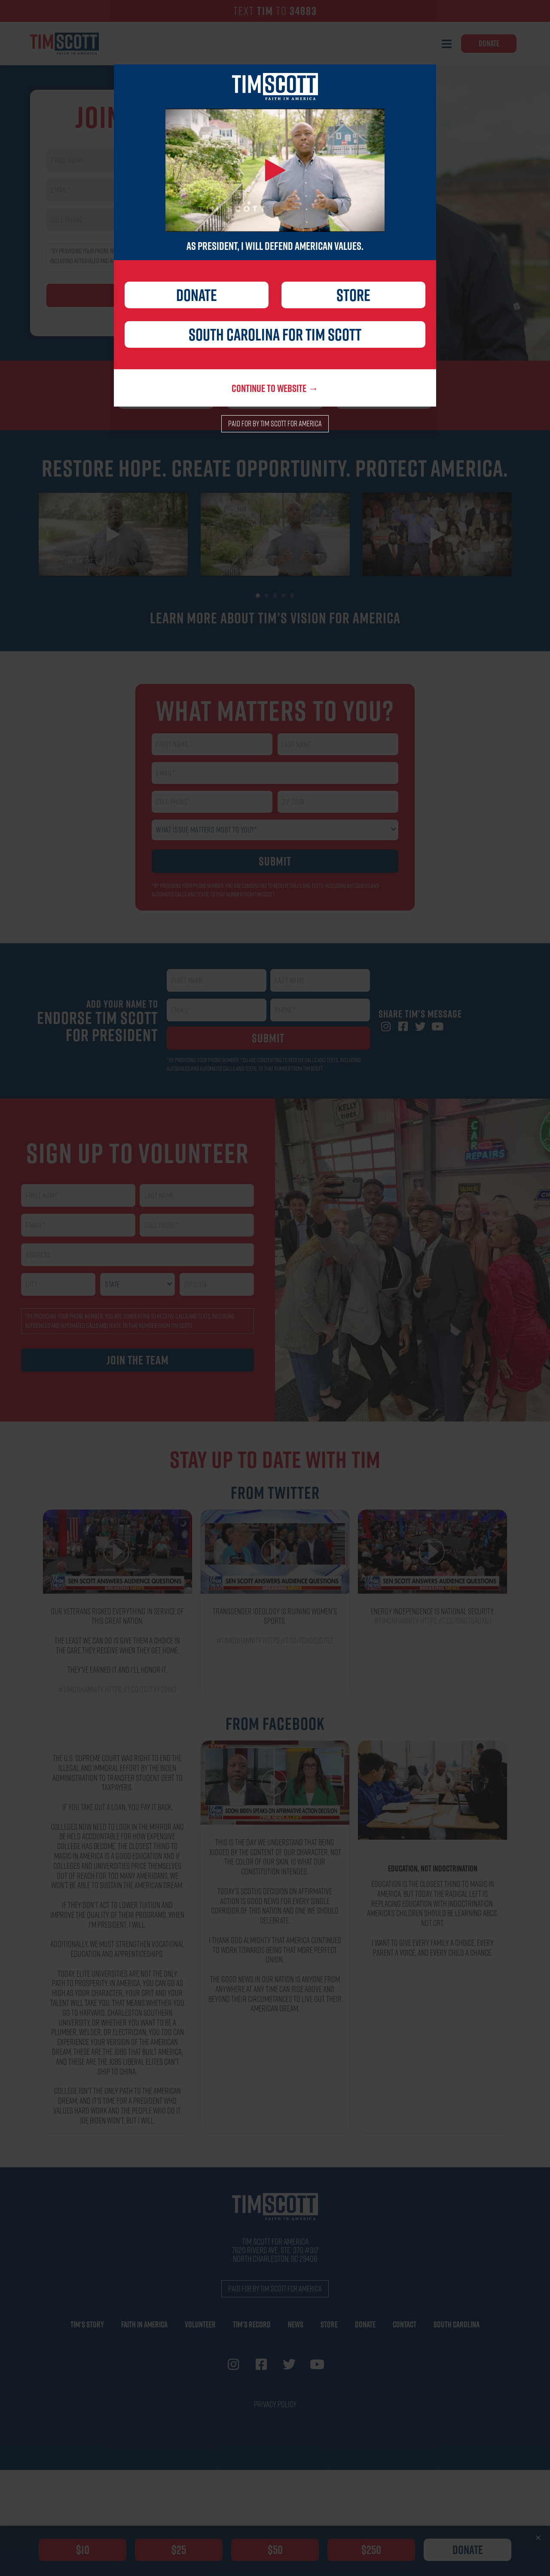 TEXT TIM TO 34883
TIMSCOTT
DONATE
JOIN
TIMSCOTT
FAITH IN AMERICA
AS PRESIDENT, I WILL DEFEND AMERICAN VALUES.
DONATE
STORE
SOUTH CAROLINA FOR TIM SCOTT
CONTINUE TO WEBSITE →
PAID FOR BY TIM SCOTT FOR AMERICA
RESTORE HOPE. CREATE OPPORTUNITY. PROTECT AMERICA.
LEARN MORE ABOUT TIM'S VISION FOR AMERICA
WHAT MATTERS TO YOU?
WHAT ISSUE MATTERS MOST TO YOU?*
SUBMIT
ADD YOUR NAME TO
ENDORSE TIM SCOTT
FOR PRESIDENT
FIRST NAME
LAST NAME
SUBMIT
SHARE TIM'S MESSAGE
SIGN UP TO VOLUNTEER
STATE
JOIN THE TEAM
KELLY
TIRES
CAR
REPAIRS
STAY UP TO DATE WITH TIM
FROM TWITTER
SEN SCOTT ANSWERS AUDIENCE QUESTIONS
OUR VETERANS RISKED EVERYTHING IN SERVICE OF
THIS GREAT NATION.
THE LEAST WE CAN DO IS GIVE THEM A CHOICE IN
THE CARE THEY RECEIVE WHEN THEY GET HOME.
THEY'VE EARNED IT AND I'LL HONOR IT.
SEN SCOTT ANSWERS AUDIENCE QUESTIONS
TRANSGENDER IDEOLOGY IS RUINING WOMEN'S
SPORTS.
SEN SCOTT ANSWERS AUDIENCE QUESTIONS
ENERGY INDEPENDENCE IS NATIONAL SECURITY.
FROM FACEBOOK
THE U.S. SUPREME COURT WAS RIGHT TO END THE
ILLEGAL AND IMMORAL EFFORT BY THE BIDEN
ADMINISTRATION TO TRANSFER STUDENT DEBT TO
TAXPAYERS.
IF YOU TAKE OUT A LOAN, YOU PAY IT BACK.
COLLEGES NOW NEED TO LOOK IN THE MIRROR AND
BE HELD ACCOUNTABLE FOR HOW EXPENSIVE
COLLEGE HAS BECOME. THE CLOSEST THING TO
MAGIC IN AMERICA IS A GOOD EDUCATION AND IF
COLLEGES AND UNIVERSITIES PRICE THEMSELVES
OUT OF REACH FOR TOO MANY AMERICANS, WE
WON'T BE ABLE TO SUSTAIN THE AMERICAN DREAM.
IF THEY DON'T ACT TO LOWER TUITION AND
IMPROVE THE QUALITY OF THEIR PROGRAMS, WHEN
I'M PRESIDENT, I WILL.
ADDITIONALLY, WE MUST STRENGTHEN VOCATIONAL
EDUCATION AND APPRENTICESHIPS.
TODAY, ELITE UNIVERSITIES ARE NOT THE ONLY
PATH TO PROSPERITY. IN AMERICA, YOU CAN GO AS
HIGH AS YOUR CHARACTER, YOUR GRIT AND YOUR
TALENT WILL TAKE YOU. THAT MEANS WHETHER YOU
GO TO HARVARD, CHARLESTON SOUTHERN
UNIVERSITY, OR WHETHER YOU WANT TO BE A
PLUMBER, WELDER, OR ELECTRICIAN, YOU TOO CAN
EXPERIENCE YOUR VERSION OF THE AMERICAN
DREAM. THESE ARE THE JOBS THAT BUILT AMERICA,
AND THESE ARE THE JOBS LIBERAL ELITES CAN'T
SHIP TO CHINA.
COLLEGE ISN'T THE ONLY PATH TO THE AMERICAN
DREAM, AND IT'S TIME FOR A PRESIDENT WHO
VALUES HARD WORK AND THE PEOPLE WHO DO IT.
JOE BIDEN WON'T, BUT I WILL.
SOON: BIDEN SPEAKS ON AFFIRMATIVE ACTION DECISION
THIS IS THE DAY WE UNDERSTAND THAT BEING
JUDGED BY THE CONTENT OF OUR CHARACTER, NOT
THE COLOR OF OUR SKIN, IS WHAT OUR
CONSTITUTION INTENDED.
TODAY'S SCOTUS DECISION ON AFFIRMATIVE
ACTION IS GOOD NEWS FOR EVERY SINGLE
CORRIDOR OF THIS NATION AND ONE WE SHOULD
CELEBRATE.
I THANK GOD ALMIGHTY THAT AMERICA CONTINUES
TO WORK TOWARDS BEING THAT MORE PERFECT
UNION.
THE GOOD NEWS IN OUR NATION IS ANYONE FROM
ANYWHERE AT ANY TIME CAN RISE ABOVE AND
BEYOND THEIR CIRCUMSTANCES TO LIVE OUT THEIR
AMERICAN DREAM.
EDUCATION, NOT INDOCTRINATION
EDUCATION IS THE CLOSEST THING TO MAGIC IN
AMERICA. BUT TODAY, THE RADICAL LEFT IS
REPLACING EDUCATION WITH INDOCTRINATION.
AMERICA'S CHILDREN SHOULD BE LEARNING ABCS,
NOT CRT.
I WANT TO GIVE EVERY FAMILY A CHOICE, EVERY
PARENT A VOICE, AND EVERY CHILD A CHANCE.
TIMSCOTT
FAITH IN AMERICA
TIM SCOTT FOR AMERICA
NORTH CHARLESTON, SC 29406
PAID FOR BY TIM SCOTT FOR AMERICA
TIM'S STORY FAITH IN AMERICA VOLUNTEER TIM'S RECORD NEWS STORE DONATE CONTACT SOUTH CAROLINA
PRIVACY POLICY
$10 $25 $50 $250 DONATE